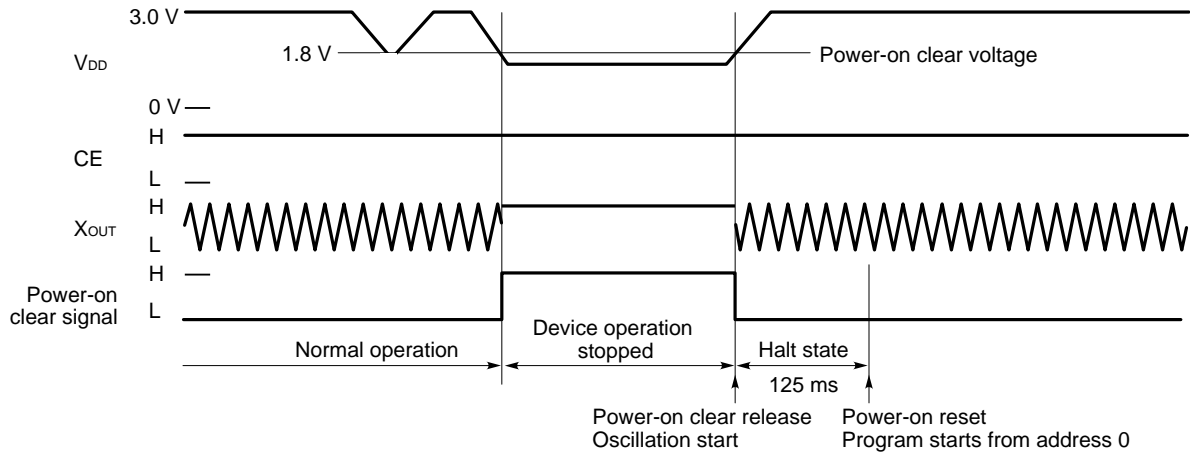 3.0 V
1.8 V
Power-on clear voltage
VDD
0 V
H
CE
L
H
XOUT
L
H
Power-on
clear signal
L
Normal operation
Device operation
stopped
Halt state
125 ms
Power-on clear release
Oscillation start
Power-on reset
Program starts from address 0